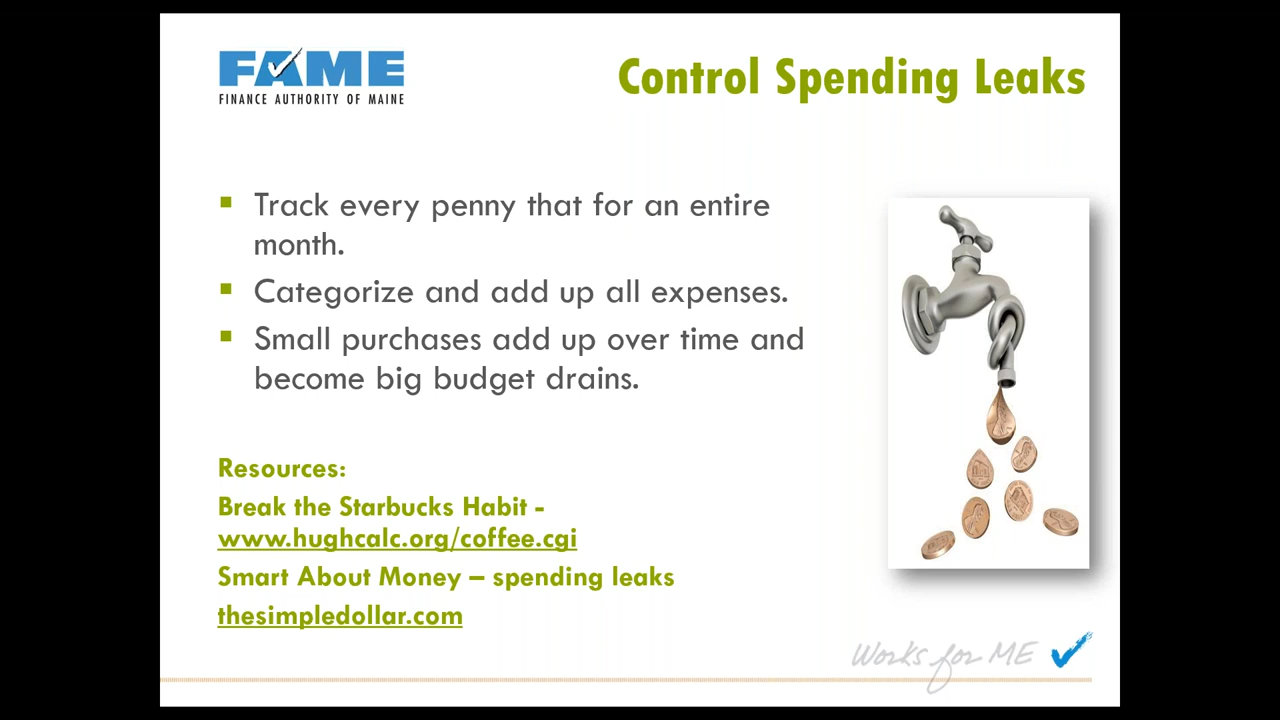 FAME
FINANCE AUTHORITY OF MAINE
Control Spending Leaks
Track every penny that for an entire
month.
Categorize and add up all expenses.
Small purchases add up over time and
become big budget drains.
Resources:
Break the Starbucks Habit -
www.hughcalc.org/coffee.cgi
Smart About Money – spending leaks
thesimpledollar.com
Works for ME